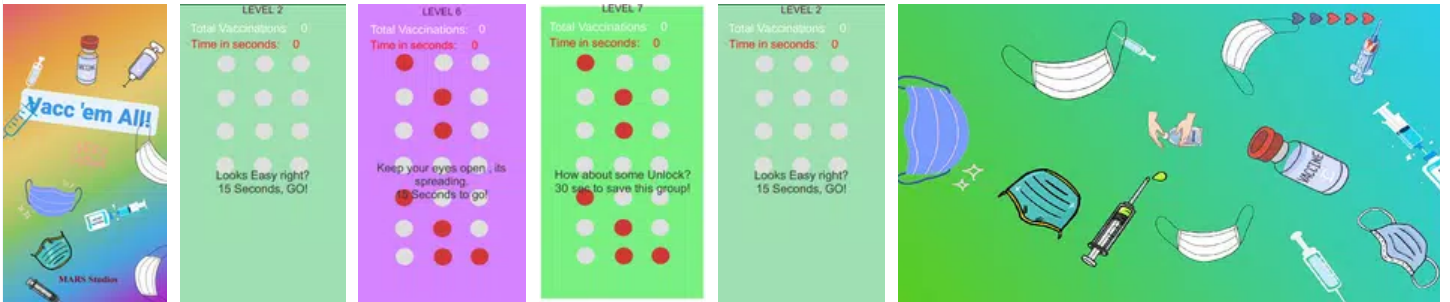 Vacc 'em All!
MARS Studios
LEVEL 2
Total Vaccinations: 0
Time in seconds: 0
Looks Easy right?
15 Seconds, GO!
LEVEL 6
Total Vaccinations: 0
Time in seconds: 0
Keep your eyes open , its
spreading.
15 Seconds to go!
LEVEL 7
Total Vaccinations: 0
Time in seconds: 0
How about some Unlock?
30 sec to save this group!
LEVEL 2
Total Vaccinations: 0
Time in seconds: 0
Looks Easy right?
15 Seconds, GO!
VACCINE